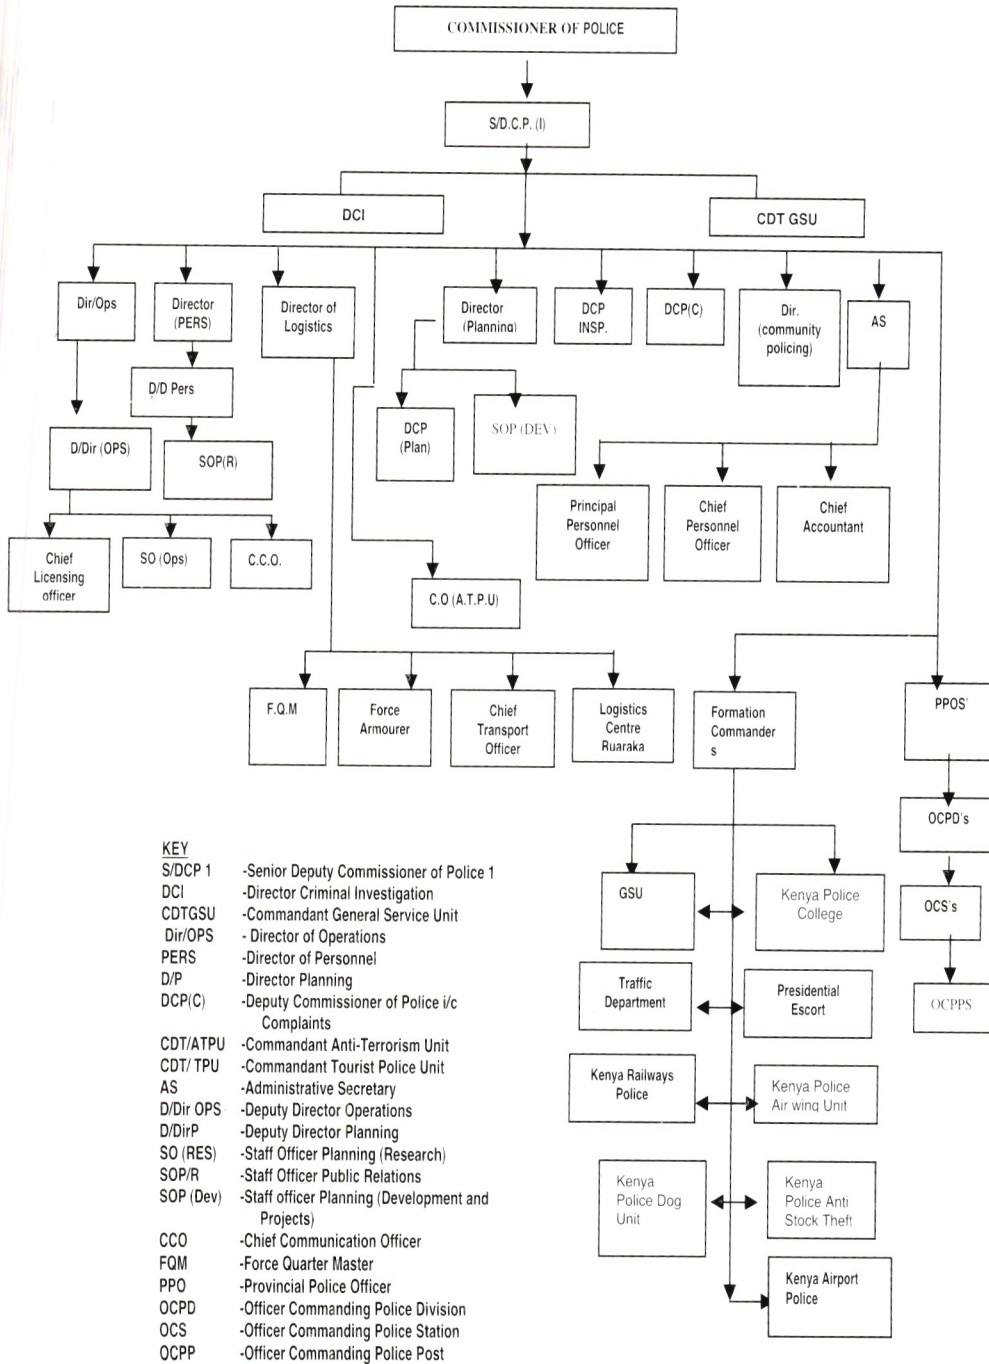 COMMISSIONER OF POLICE
S/D.C.P. (I)
DCI
CDT GSU
Dir/Ops
Director
(PERS)
Director of
Logistics
Director
(Planning)
DCP
INSP.
DCP(C)
Dir.
(community
policing)
AS
D/D Pers
D/Dir (OPS)
SOP(R)
DCP
(Plan)
SOP (DEV)
Principal
Personnel
Officer
Chief
Personnel
Officer
Chief
Accountant
Chief
Licensing
officer
SO (Ops)
C.C.O.
C.O (A.T.P.U)
F.Q.M
Force
Armourer
Chief
Transport
Officer
Logistics
Centre
Ruaraka
Formation
Commander
s
PPOS'
OCPD's
OCS's
OCPPS
GSU
Kenya Police
College
Traffic
Department
Presidential
Escort
Kenya Railways
Police
Kenya Police
Air wing Unit
Kenya
Police Dog
Unit
Kenya
Police Anti
Stock Theft
Kenya Airport
Police
KEY
S/DCP 1 -Senior Deputy Commissioner of Police 1
DCI -Director Criminal Investigation
CDTGSU -Commandant General Service Unit
Dir/OPS - Director of Operations
PERS -Director of Personnel
D/P -Director Planning
DCP(C) -Deputy Commissioner of Police i/c
Complaints
CDT/ATPU -Commandant Anti-Terrorism Unit
CDT/ TPU -Commandant Tourist Police Unit
AS -Administrative Secretary
D/Dir OPS -Deputy Director Operations
D/DirP -Deputy Director Planning
SO (RES) -Staff Officer Planning (Research)
SOP/R -Staff Officer Public Relations
SOP (Dev) -Staff officer Planning (Development and
Projects)
CCO -Chief Communication Officer
FQM -Force Quarter Master
PPO -Provincial Police Officer
OCPD -Officer Commanding Police Division
OCS -Officer Commanding Police Station
OCPP -Officer Commanding Police Post